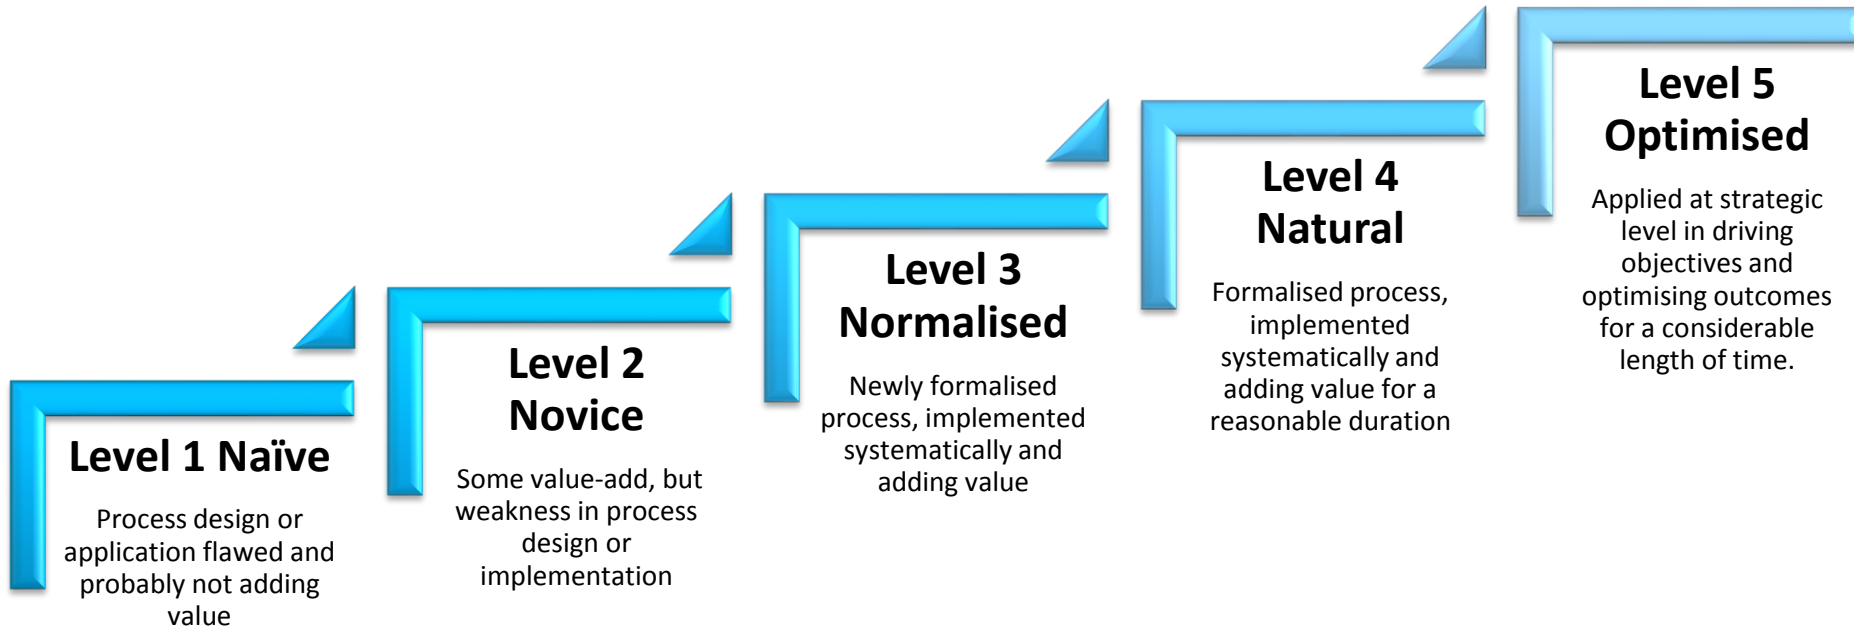 Level 1 Naïve
Process design or
application flawed and
probably not adding
value
Level 2
Novice
Some value-add, but
weakness in process
design or
implementation
Level 3
Normalised
Newly formalised
process, implemented
systematically and
adding value
Level 4
Natural
Formalised process,
implemented
systematically and
adding value for a
reasonable duration
Level 5
Optimised
Applied at strategic
level in driving
objectives and
optimising outcomes
for a considerable
length of time.